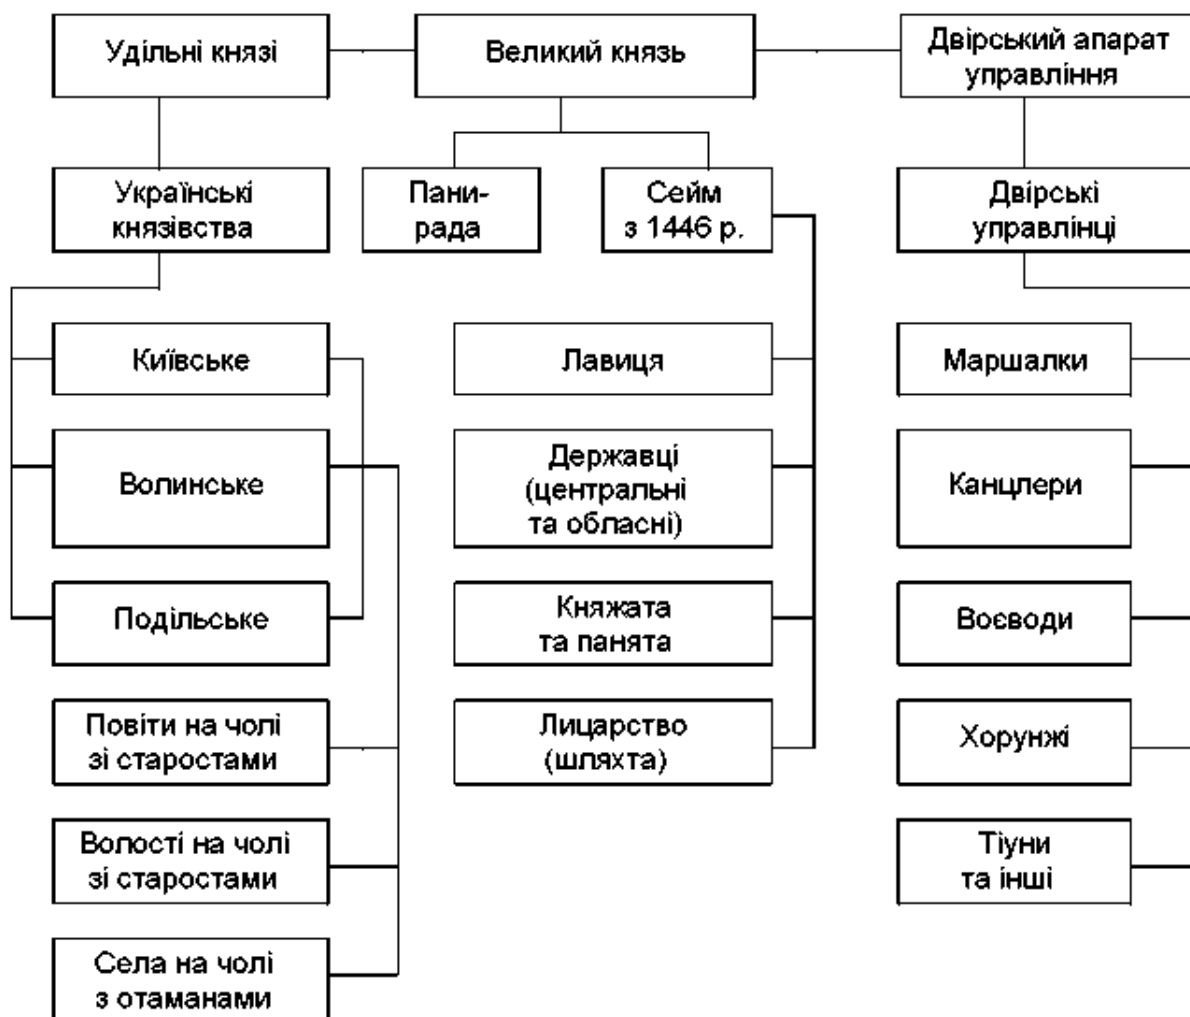 Удільні князі
Великий князь
Двірський апарат
управління
Українські
князівства
Пани-
рада
Сейм
з 1446 р.
Двірські
управлінці
Київське
Лавиця
Маршалки
Волинське
Державці
(центральні
та обласні)
Канцлери
Подільське
Княжата
та панята
Воєводи
Повіти на чолі
зі старостами
Лицарство
(шляхта)
Хорунжі
Волості на чолі
зі старостами
Тіуни
та інші
Села на чолі
з отаманами